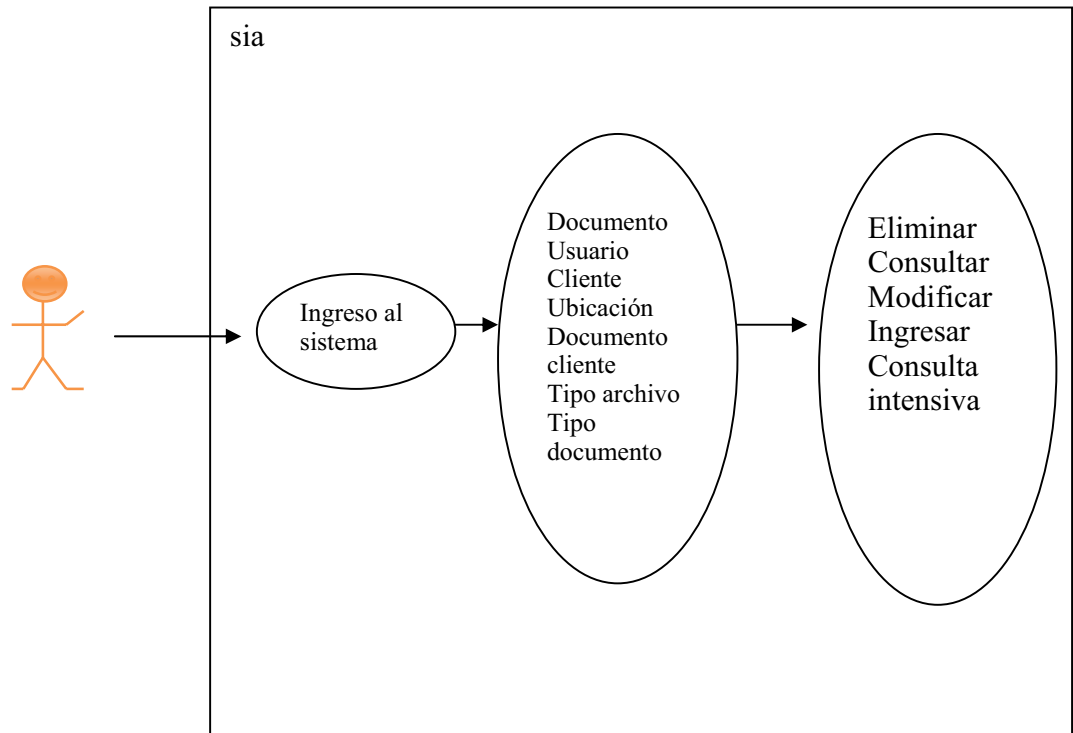 sia
Ingreso al
sistema
Documento
Usuario
Cliente
Ubicación
Documento
cliente
Tipo archivo
Tipo
documento
Eliminar
Consultar
Modificar
Ingresar
Consulta
intensiva